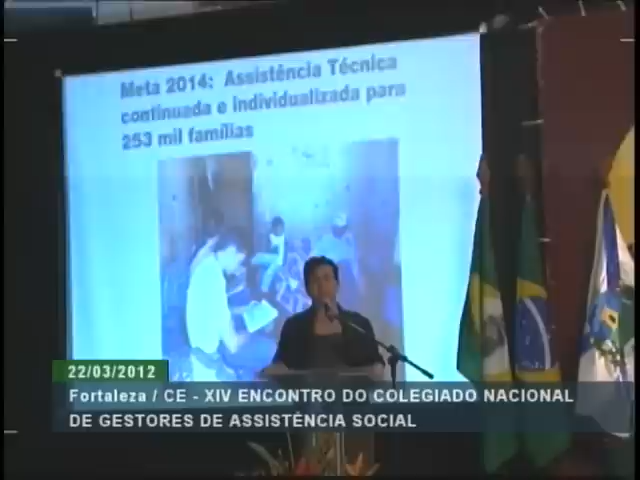 Meta 2014: Assistência Técnica
continuada e individualizada para
253 mil famílias
22/03/2012
Fortaleza / CE - XIV ENCONTRO DO COLEGIADO NACIONAL
DE GESTORES DE ASSISTÊNCIA SOCIAL